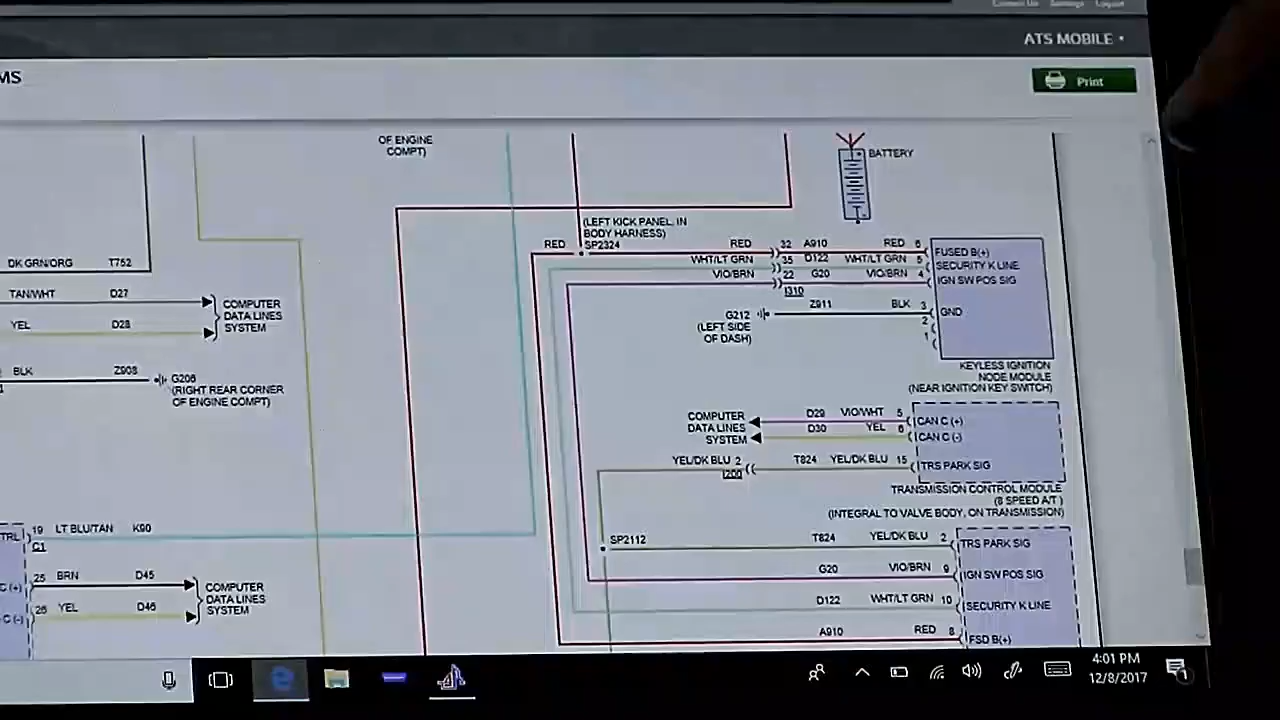 Contact Us Settings Logout
ATS MOBILE
MS
Print
OF ENGINE
COMPT)
BATTERY
(LEFT KICK PANEL, IN
BODY HARNESS)
RED SP2324 RED 32 A910 RED 6 FUSED B(+)
WHT/LT GRN 35 D122 WHT/LT GRN 5 SECURITY K LINE
VIO/BRN 22 G20 VIO/BRN 4 IGN SW POS SIG
I310
DK GRN/ORG T752
TAN/WHT D27
YEL D28
COMPUTER
DATA LINES
SYSTEM
G212
(LEFT SIDE
OF DASH)
Z911 BLK 3 GND
2
1
KEYLESS IGNITION
NODE MODULE
(NEAR IGNITION KEY SWITCH)
BLK Z908 G206
(RIGHT REAR CORNER
OF ENGINE COMPT)
COMPUTER
DATA LINES
SYSTEM
D29 VIO/WHT 5 CAN C (+)
D30 YEL 6 CAN C (-)
YEL/DK BLU 2 T824 YEL/DK BLU 15 TRS PARK SIG
I200
TRANSMISSION CONTROL MODULE
(8 SPEED A/T)
(INTEGRAL TO VALVE BODY, ON TRANSMISSION)
TRL 19 LT BLU/TAN K90
C1
C (+) 25 BRN D45
C (-) 26 YEL D46
COMPUTER
DATA LINES
SYSTEM
SP2112 T824 YEL/DK BLU 2 TRS PARK SIG
G20 VIO/BRN 9 IGN SW POS SIG
D122 WHT/LT GRN 10 SECURITY K LINE
A910 RED 8 FSD B(+)
4:01 PM
12/8/2017
1